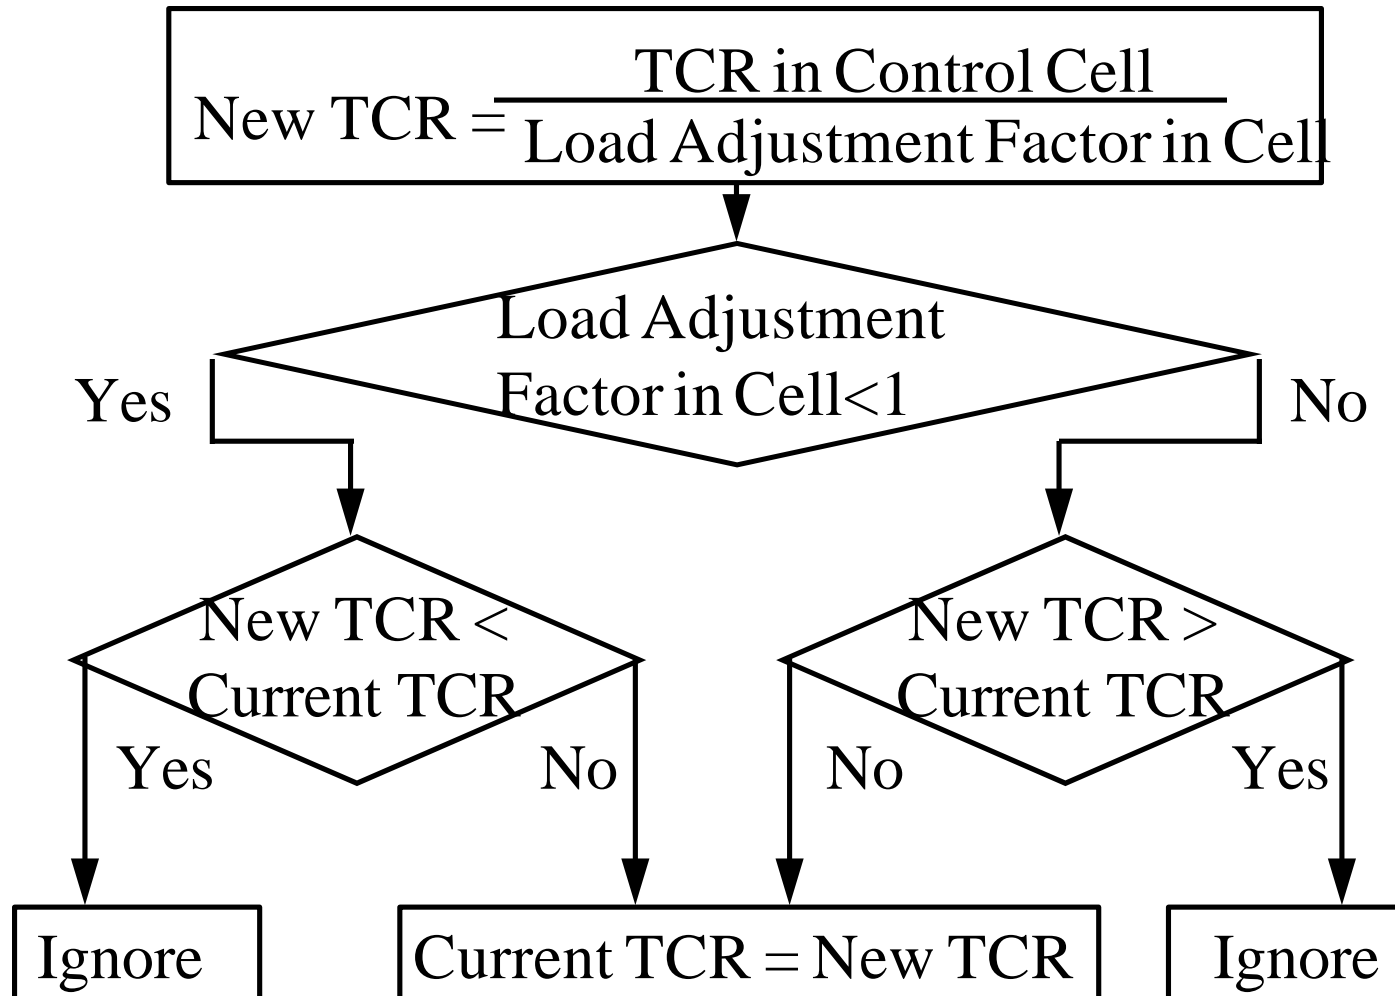 TCR in Control Cell
New TCR =
Load Adjustment Factor in Cell
Load Adjustment
Factor in Cell<1
Yes
No
New TCR <
Current TCR
New TCR >
Current TCR
Yes
No
No
Yes
Ignore
Current TCR = New TCR
Ignore